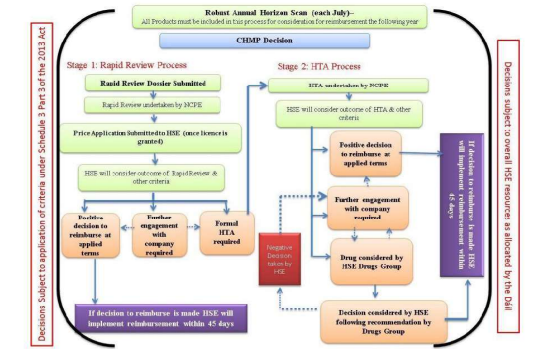 Robust Annual Horizon Scan (each July)–
All Products must be included in this process for consideration for reimbursement the following year
CHMP Decision
Stage 1: Rapid Review Process
Rapid Review Dossier Submitted
Rapid Review undertaken by NCPE
Price Application Submitted to HSE (once licence is
granted)
HSE will consider outcome of Rapid Review &
other criteria
Positive
decision to
reimburse at
applied
terms
Further
engagement
with
company
required
Formal
HTA
required
If decision to reimburse is made HSE will
implement reimbursement within 45 days
Stage 2: HTA Process
HTA undertaken by NCPE
HSE will consider outcome of HTA & other
criteria
Positive decision
to reimburse at
applied terms
Further
engagement
with company
required
Drug considered by
HSE Drugs Group
Decision considered by HSE
following recommendation by
Drugs Group
Negative
Decision
taken by
HSE
If decision to reimburse is made HSE
will implement reimbursement within
45 days
Decisions Subject to application of criteria under Schedule 3 Part 3 of the 2013 Act
Decisions subject to overall HSE resources as allocated by the Dáil